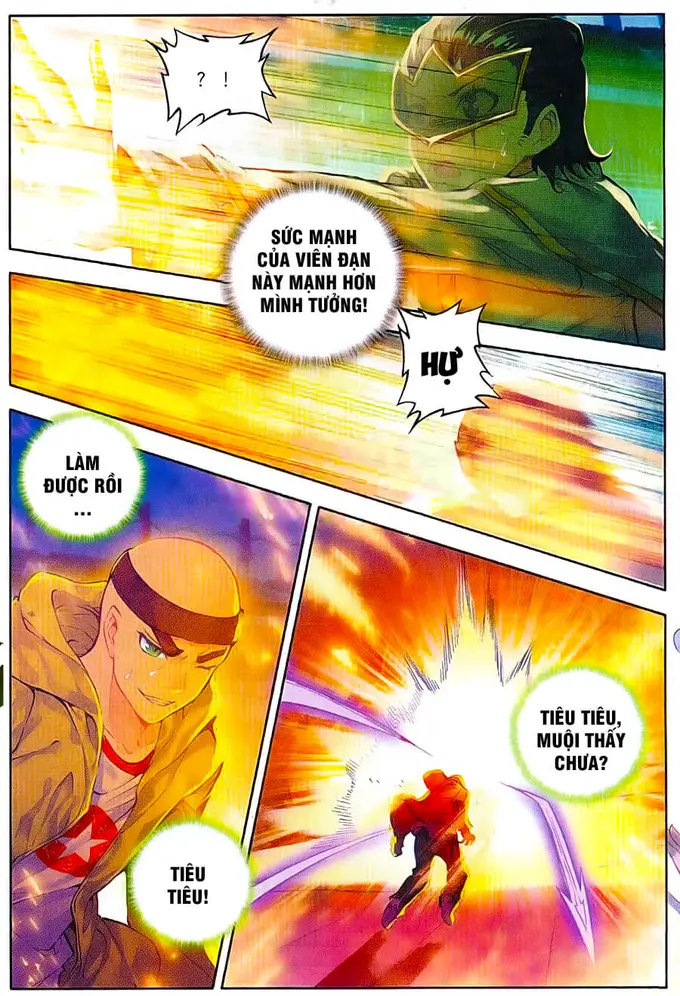 ? !
SỨC MẠNH
CỦA VIÊN ĐẠN
NÀY MẠNH HƠN
MÌNH TƯỞNG!
HỰ
LÀM
ĐƯỢC RỒI
...
TIÊU
TIÊU!
TIÊU TIÊU,
MUỘI THẤY
CHƯA?